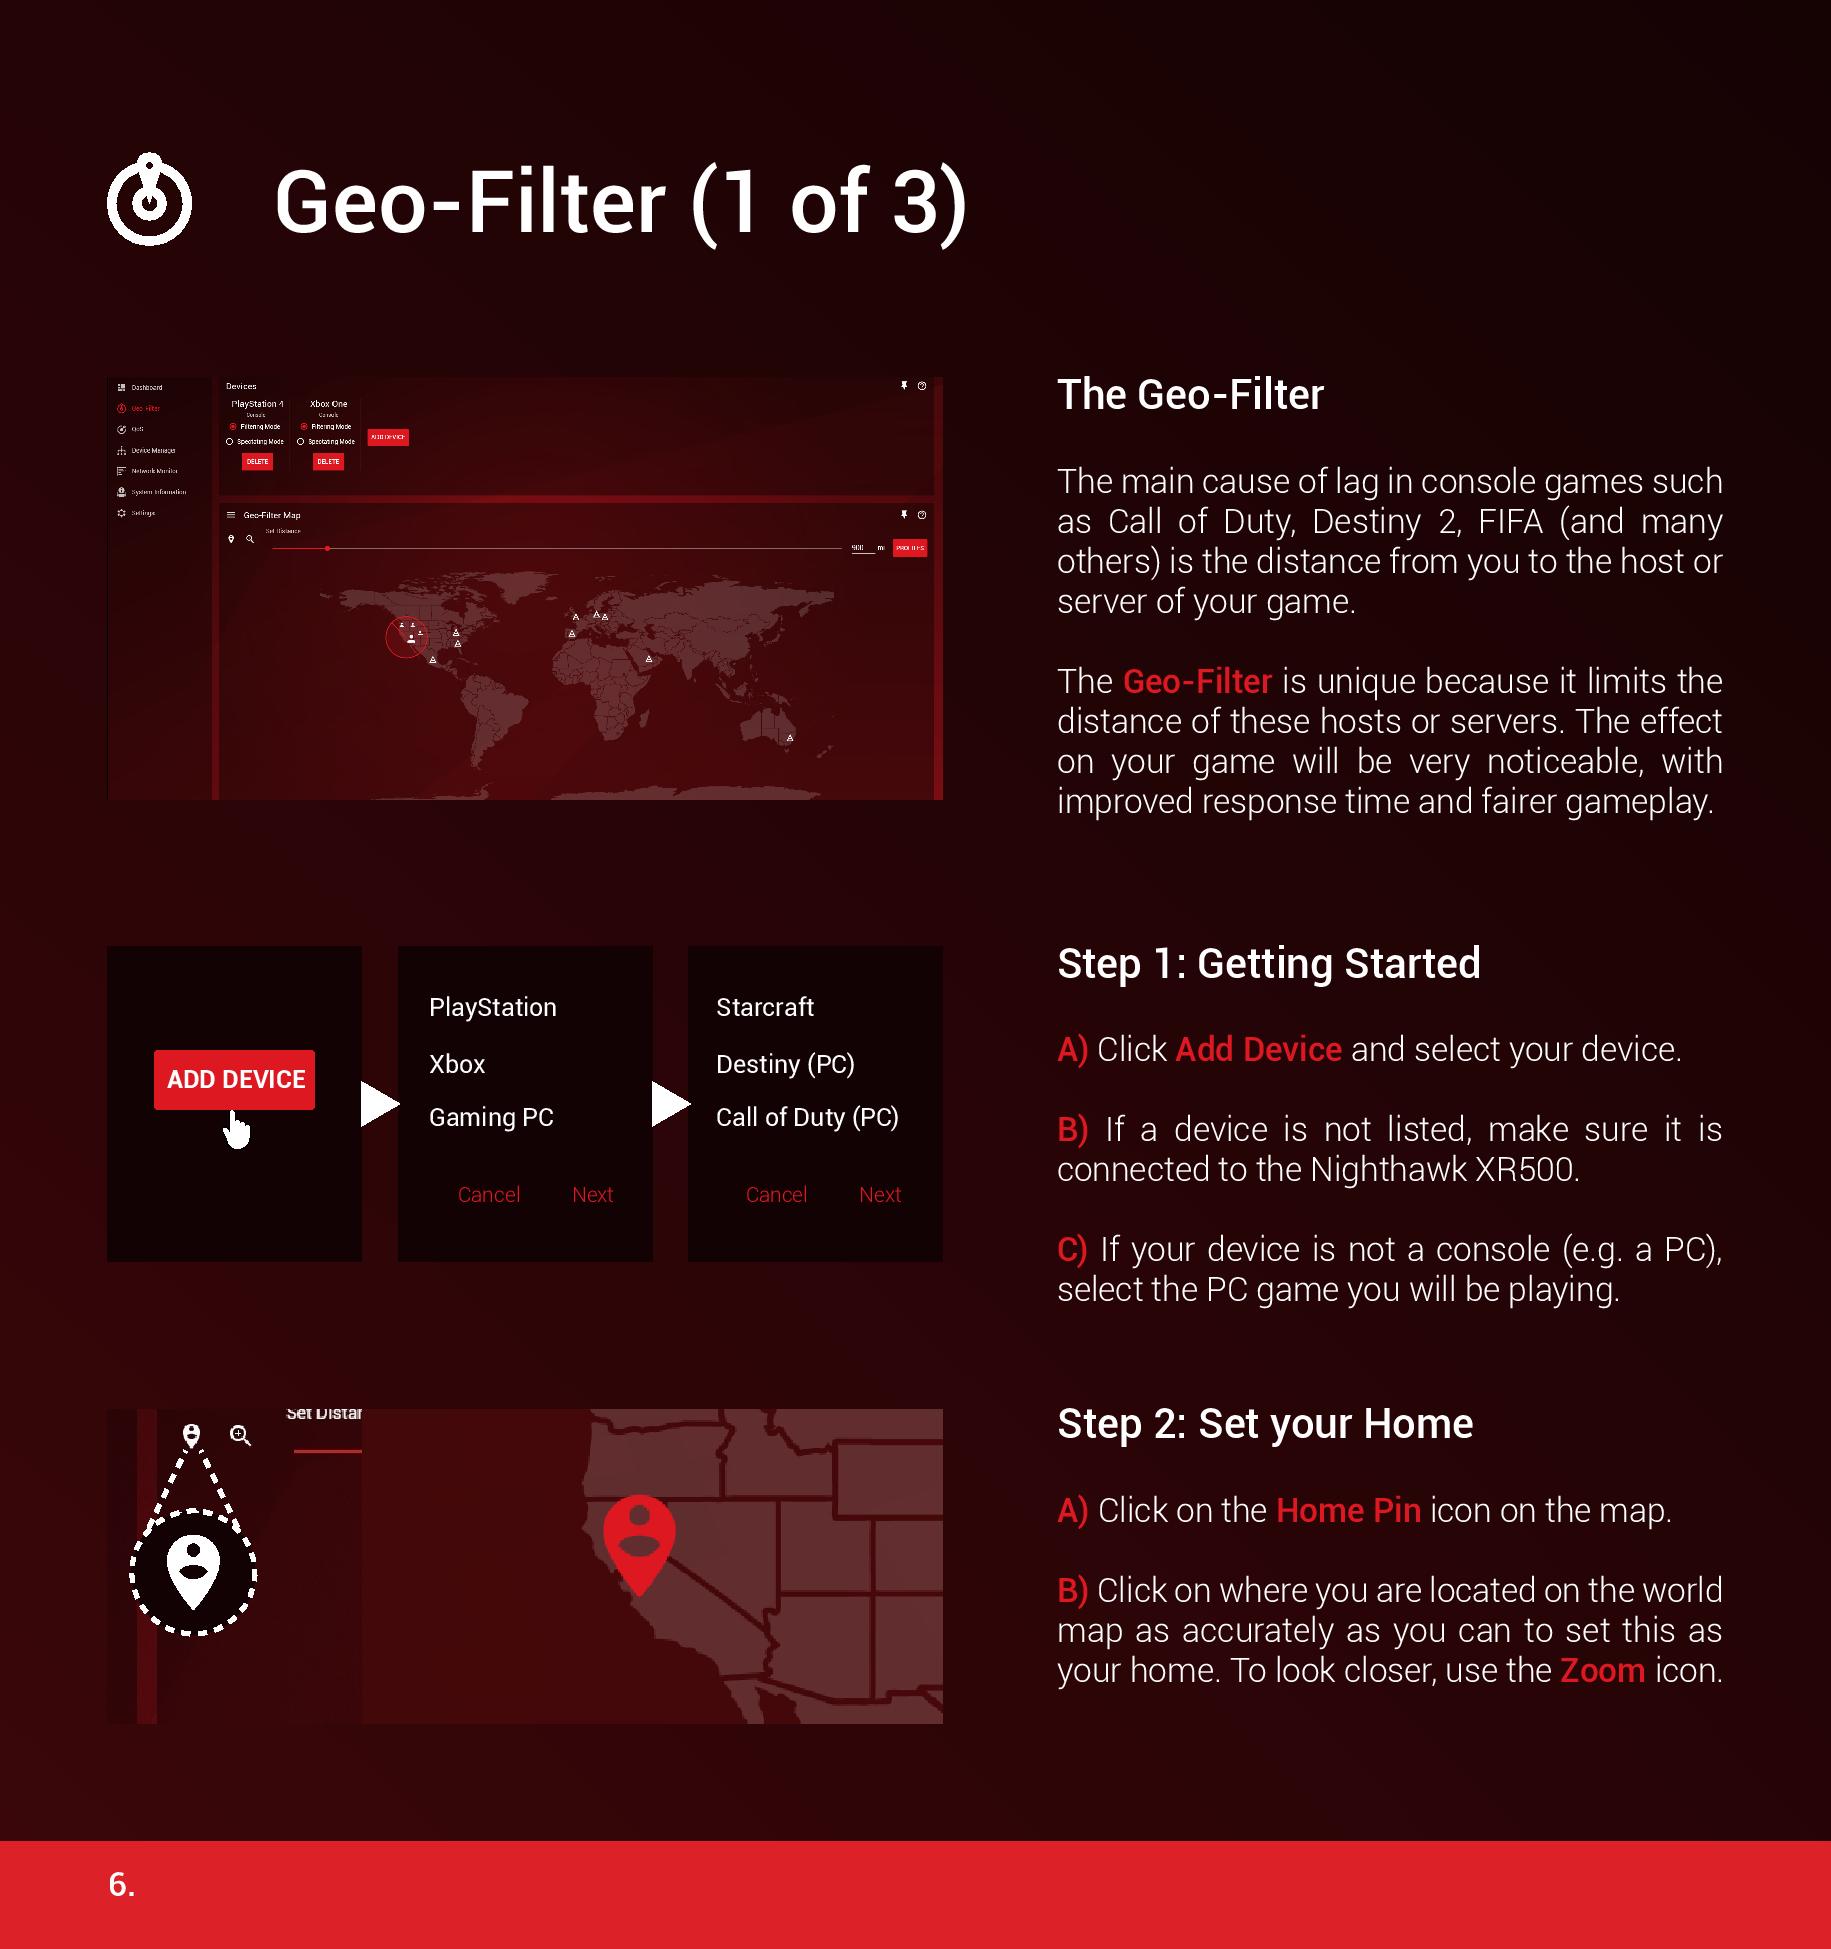 Geo-Filter (1 of 3)
Dashboard
Geo-Filter
QoS
Device Manager
Network Monitor
System Information
Settings
Devices
PlayStation 4
Console
Filtering Mode
Spectating Mode
DELETE
Xbox One
Console
Filtering Mode
Spectating Mode
DELETE
ADD DEVICE
Geo-Filter Map
Set Distance
900 mi
PROFILES
The Geo-Filter
The main cause of lag in console games such
as Call of Duty, Destiny 2, FIFA (and many
others) is the distance from you to the host or
server of your game.
The Geo-Filter is unique because it limits the
distance of these hosts or servers. The effect
on your game will be very noticeable, with
improved response time and fairer gameplay.
ADD DEVICE
PlayStation
Xbox
Gaming PC
Cancel Next
Starcraft
Destiny (PC)
Call of Duty (PC)
Cancel Next
Step 1: Getting Started
A) Click Add Device and select your device.
B) If a device is not listed, make sure it is
connected to the Nighthawk XR500.
C) If your device is not a console (e.g. a PC),
select the PC game you will be playing.
Set Distan
Step 2: Set your Home
A) Click on the Home Pin icon on the map.
B) Click on where you are located on the world
map as accurately as you can to set this as
your home. To look closer, use the Zoom icon.
6.